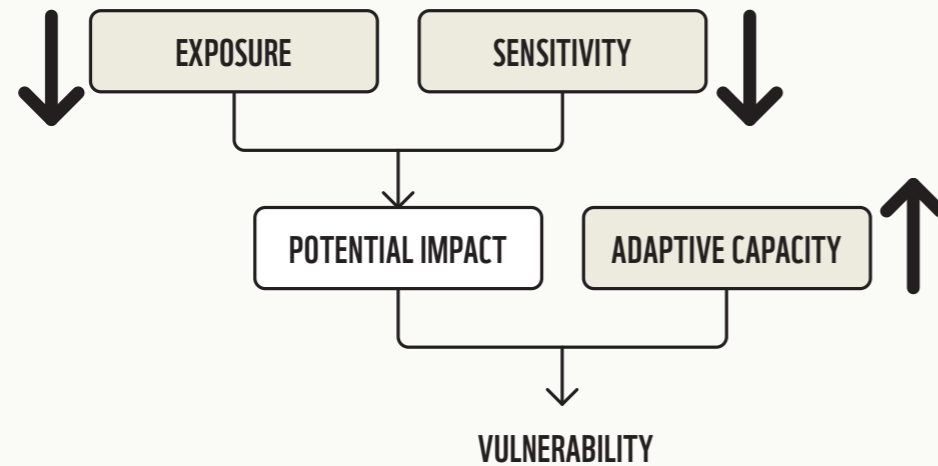 EXPOSURE
SENSITIVITY
POTENTIAL IMPACT
ADAPTIVE CAPACITY
VULNERABILITY